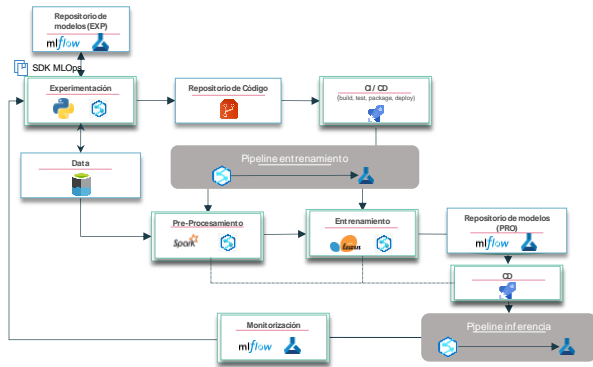 Repositorio de
modelos (EXP)
mlflow
SDK MLOps
Experimentación
Repositorio de Código
CI / CD
(build, test, package, deploy)
Data
Pipeline entrenamiento
Pre-Procesamiento
Spark
Entrenamiento
learn
Repositorio de modelos
(PRO)
mlflow
CD
Monitorización
mlflow
Pipeline inferencia